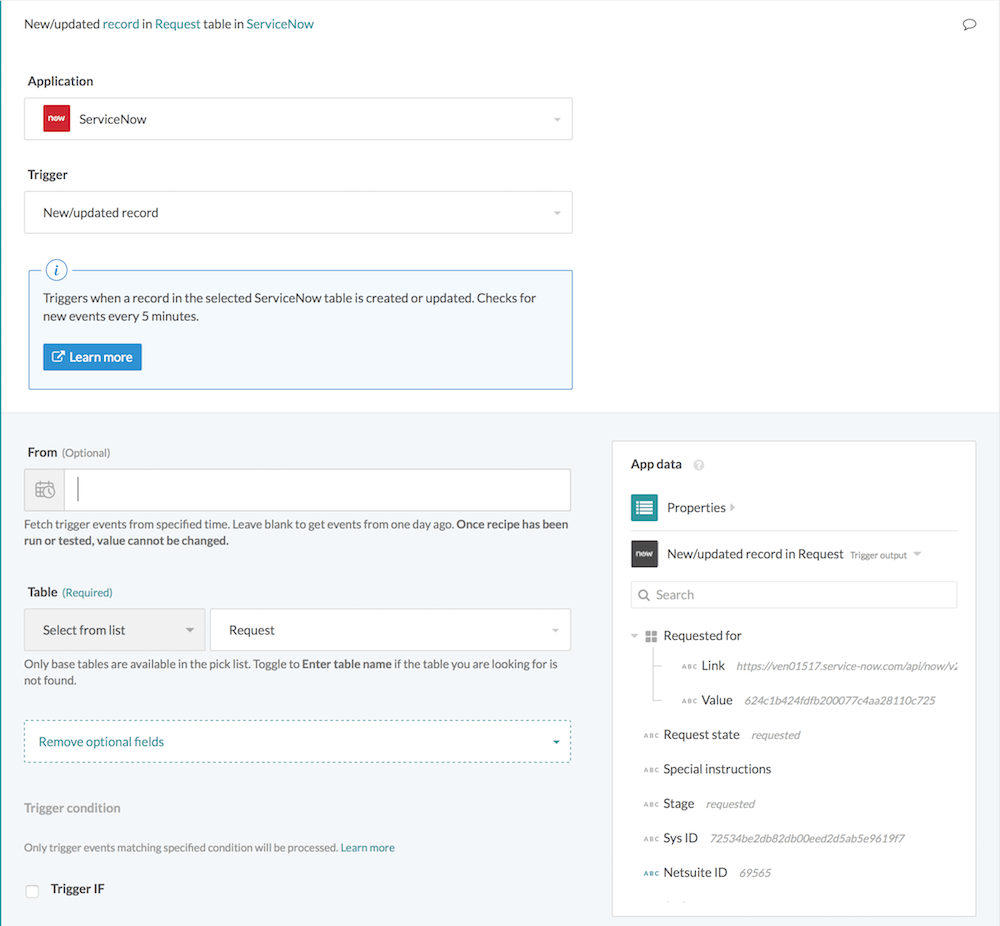 New/updated record in Request table in ServiceNow
Application
now ServiceNow
Trigger
New/updated record
i
Triggers when a record in the selected ServiceNow table is created or updated. Checks for
new events every 5 minutes.
Learn more
From (Optional)
Fetch trigger events from specified time. Leave blank to get events from one day ago. Once recipe has been
run or tested, value cannot be changed.
Table (Required)
Select from list
Request
Only base tables are available in the pick list. Toggle to Enter table name if the table you are looking for is
not found.
Remove optional fields
Trigger condition
Only trigger events matching specified condition will be processed. Learn more
Trigger IF
App data ?
Properties
now New/updated record in Request Trigger output
Search
Requested for
ABC Link https://ven01517.service-now.com/api/now/v2
ABC Value 624c1b424fdfb200077c4aa28110c725
ABC Request state requested
ABC Special instructions
ABC Stage requested
ABC Sys ID 72534be2db82db00eed2d5ab5e9619f7
ABC Netsuite ID 69565